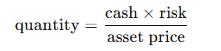 quantity = cash × risk / asset price